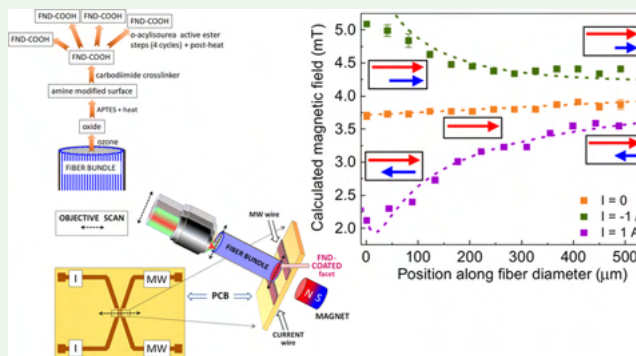 FND-COOH
FND-COOH
FND-COOH
FND-COOH
FND-COOH
o-acylisourea active ester
steps (4 cycles) + post-heat
carbodiimide crosslinker
amine modified surface
APTES + heat
oxide
ozone
FIBER BUNDLE
OBJECTIVE SCAN
MW wire
FIBER BUNDLE
FND-
COATED
facet
N S
MAGNET
PCB
CURRENT
wire
I
MW
I
MW
Calculated magnetic field (mT)
5.0
4.5
4.0
3.5
3.0
2.5
2.0
I = 0
I = -1 A
I = 1 A
0
100
200
300
400
500
Position along fiber diameter (μm)